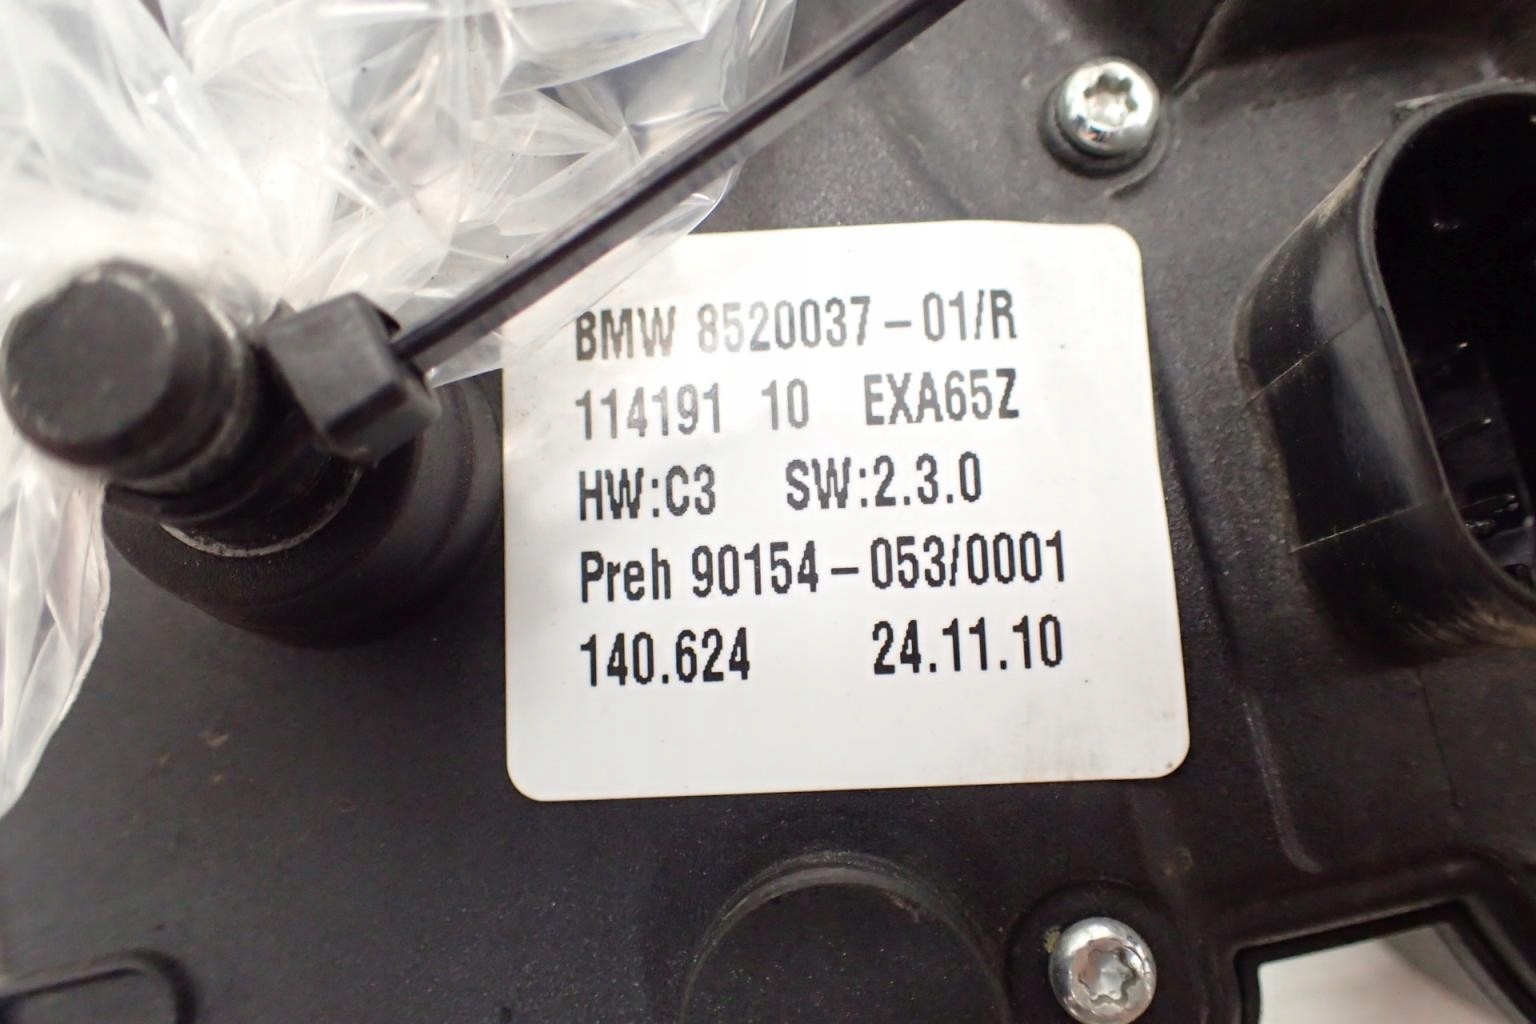 BMW 8520037-01/R
114191 10 EXA65Z
HW:C3 SW:2.3.0
Preh 90154-053/0001
140.624 24.11.10